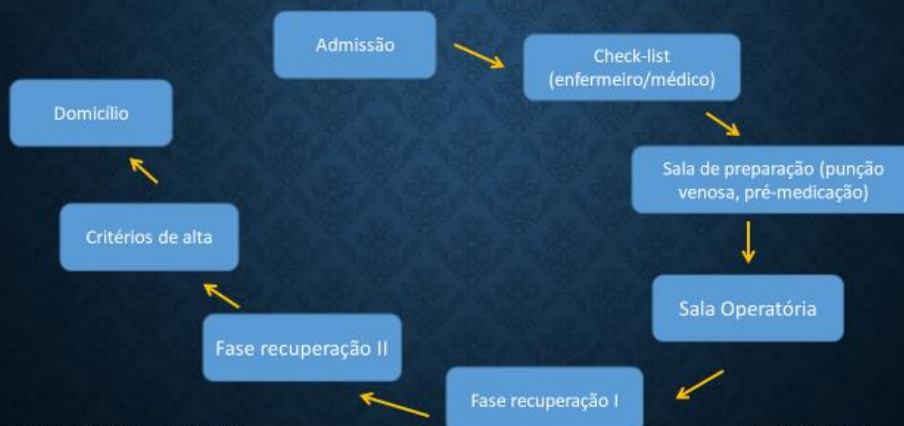 Admissão
Check-list
(enfermeiro/médico)
Sala de preparação (punção
venosa, pré-medicação)
Sala Operatória
Fase recuperação I
Fase recuperação II
Critérios de alta
Domicílio